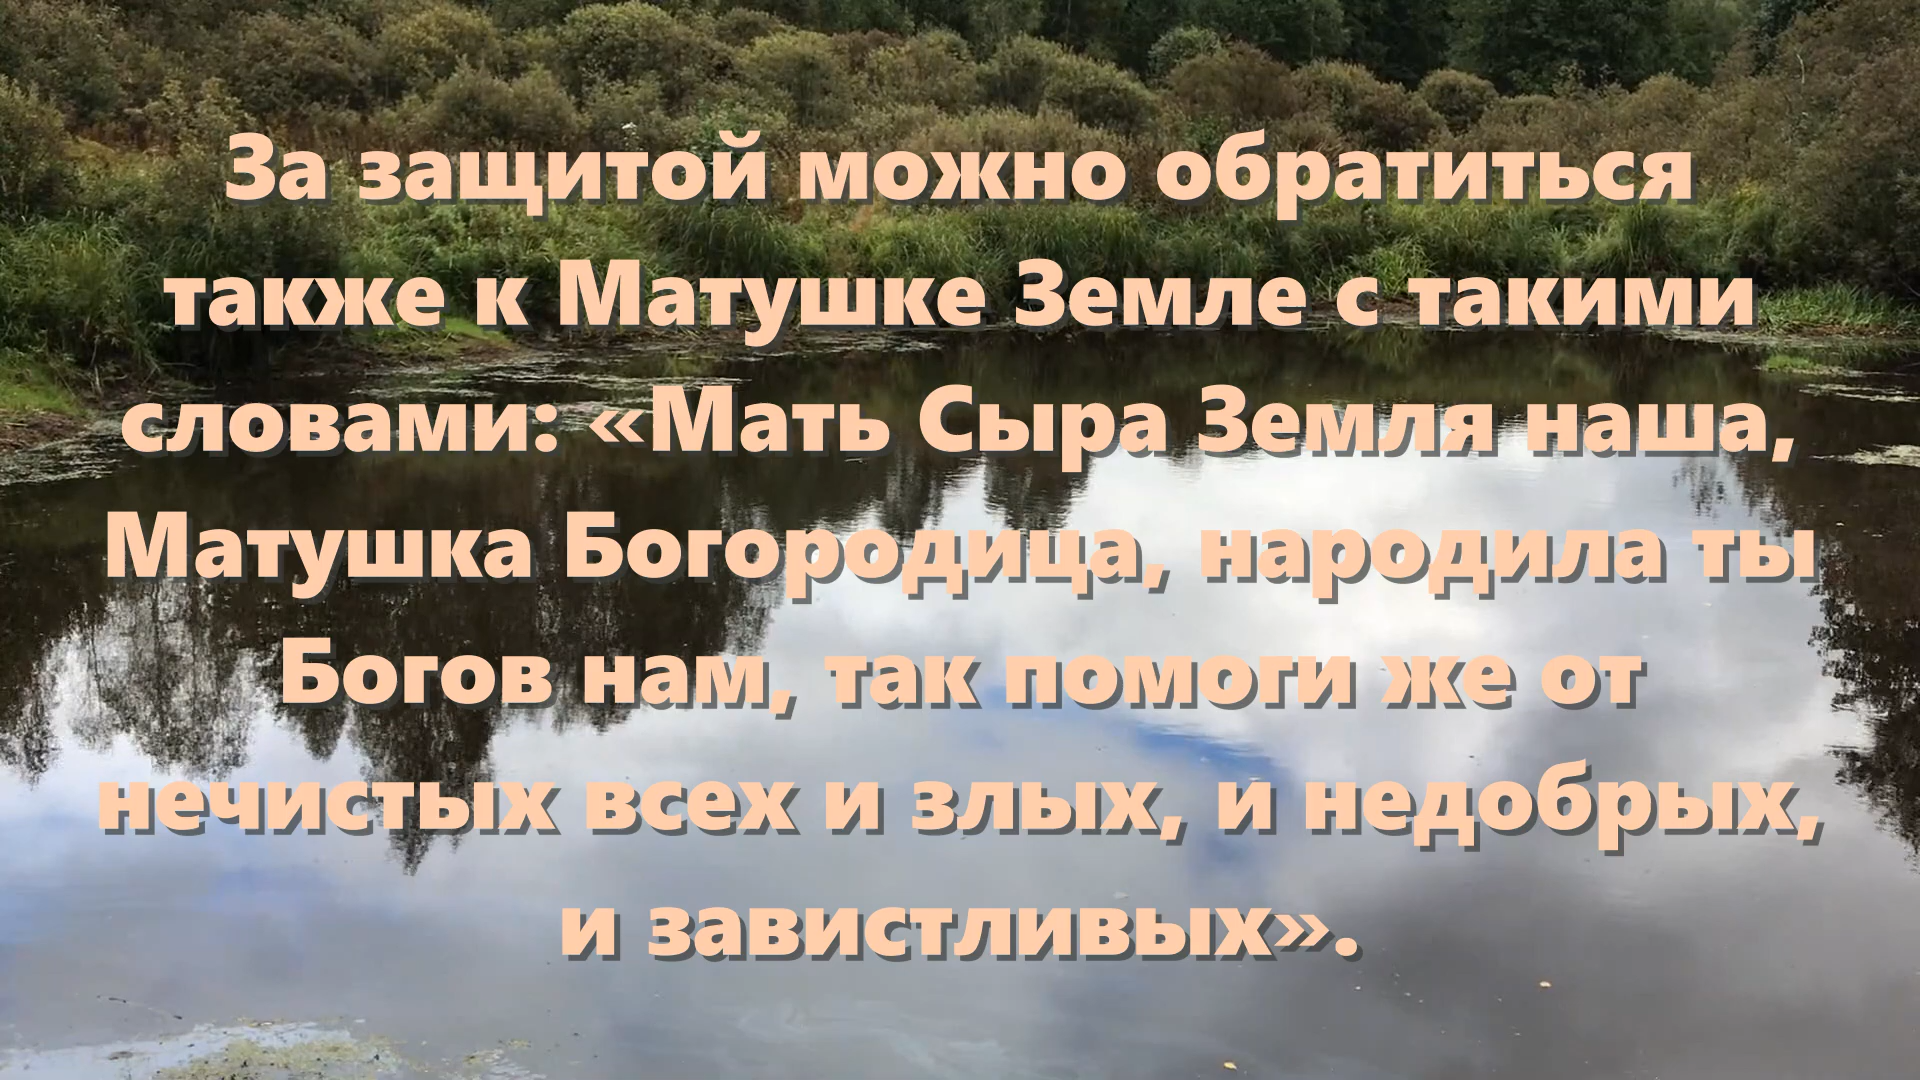 За защитой можно обратиться
также к Матушке Земле с такими
словами: «Мать Сыра Земля наша,
Матушка Богородица, народила ты
Богов нам, так помоги же от
нечистых всех и злых, и недобрых,
и завистливых».